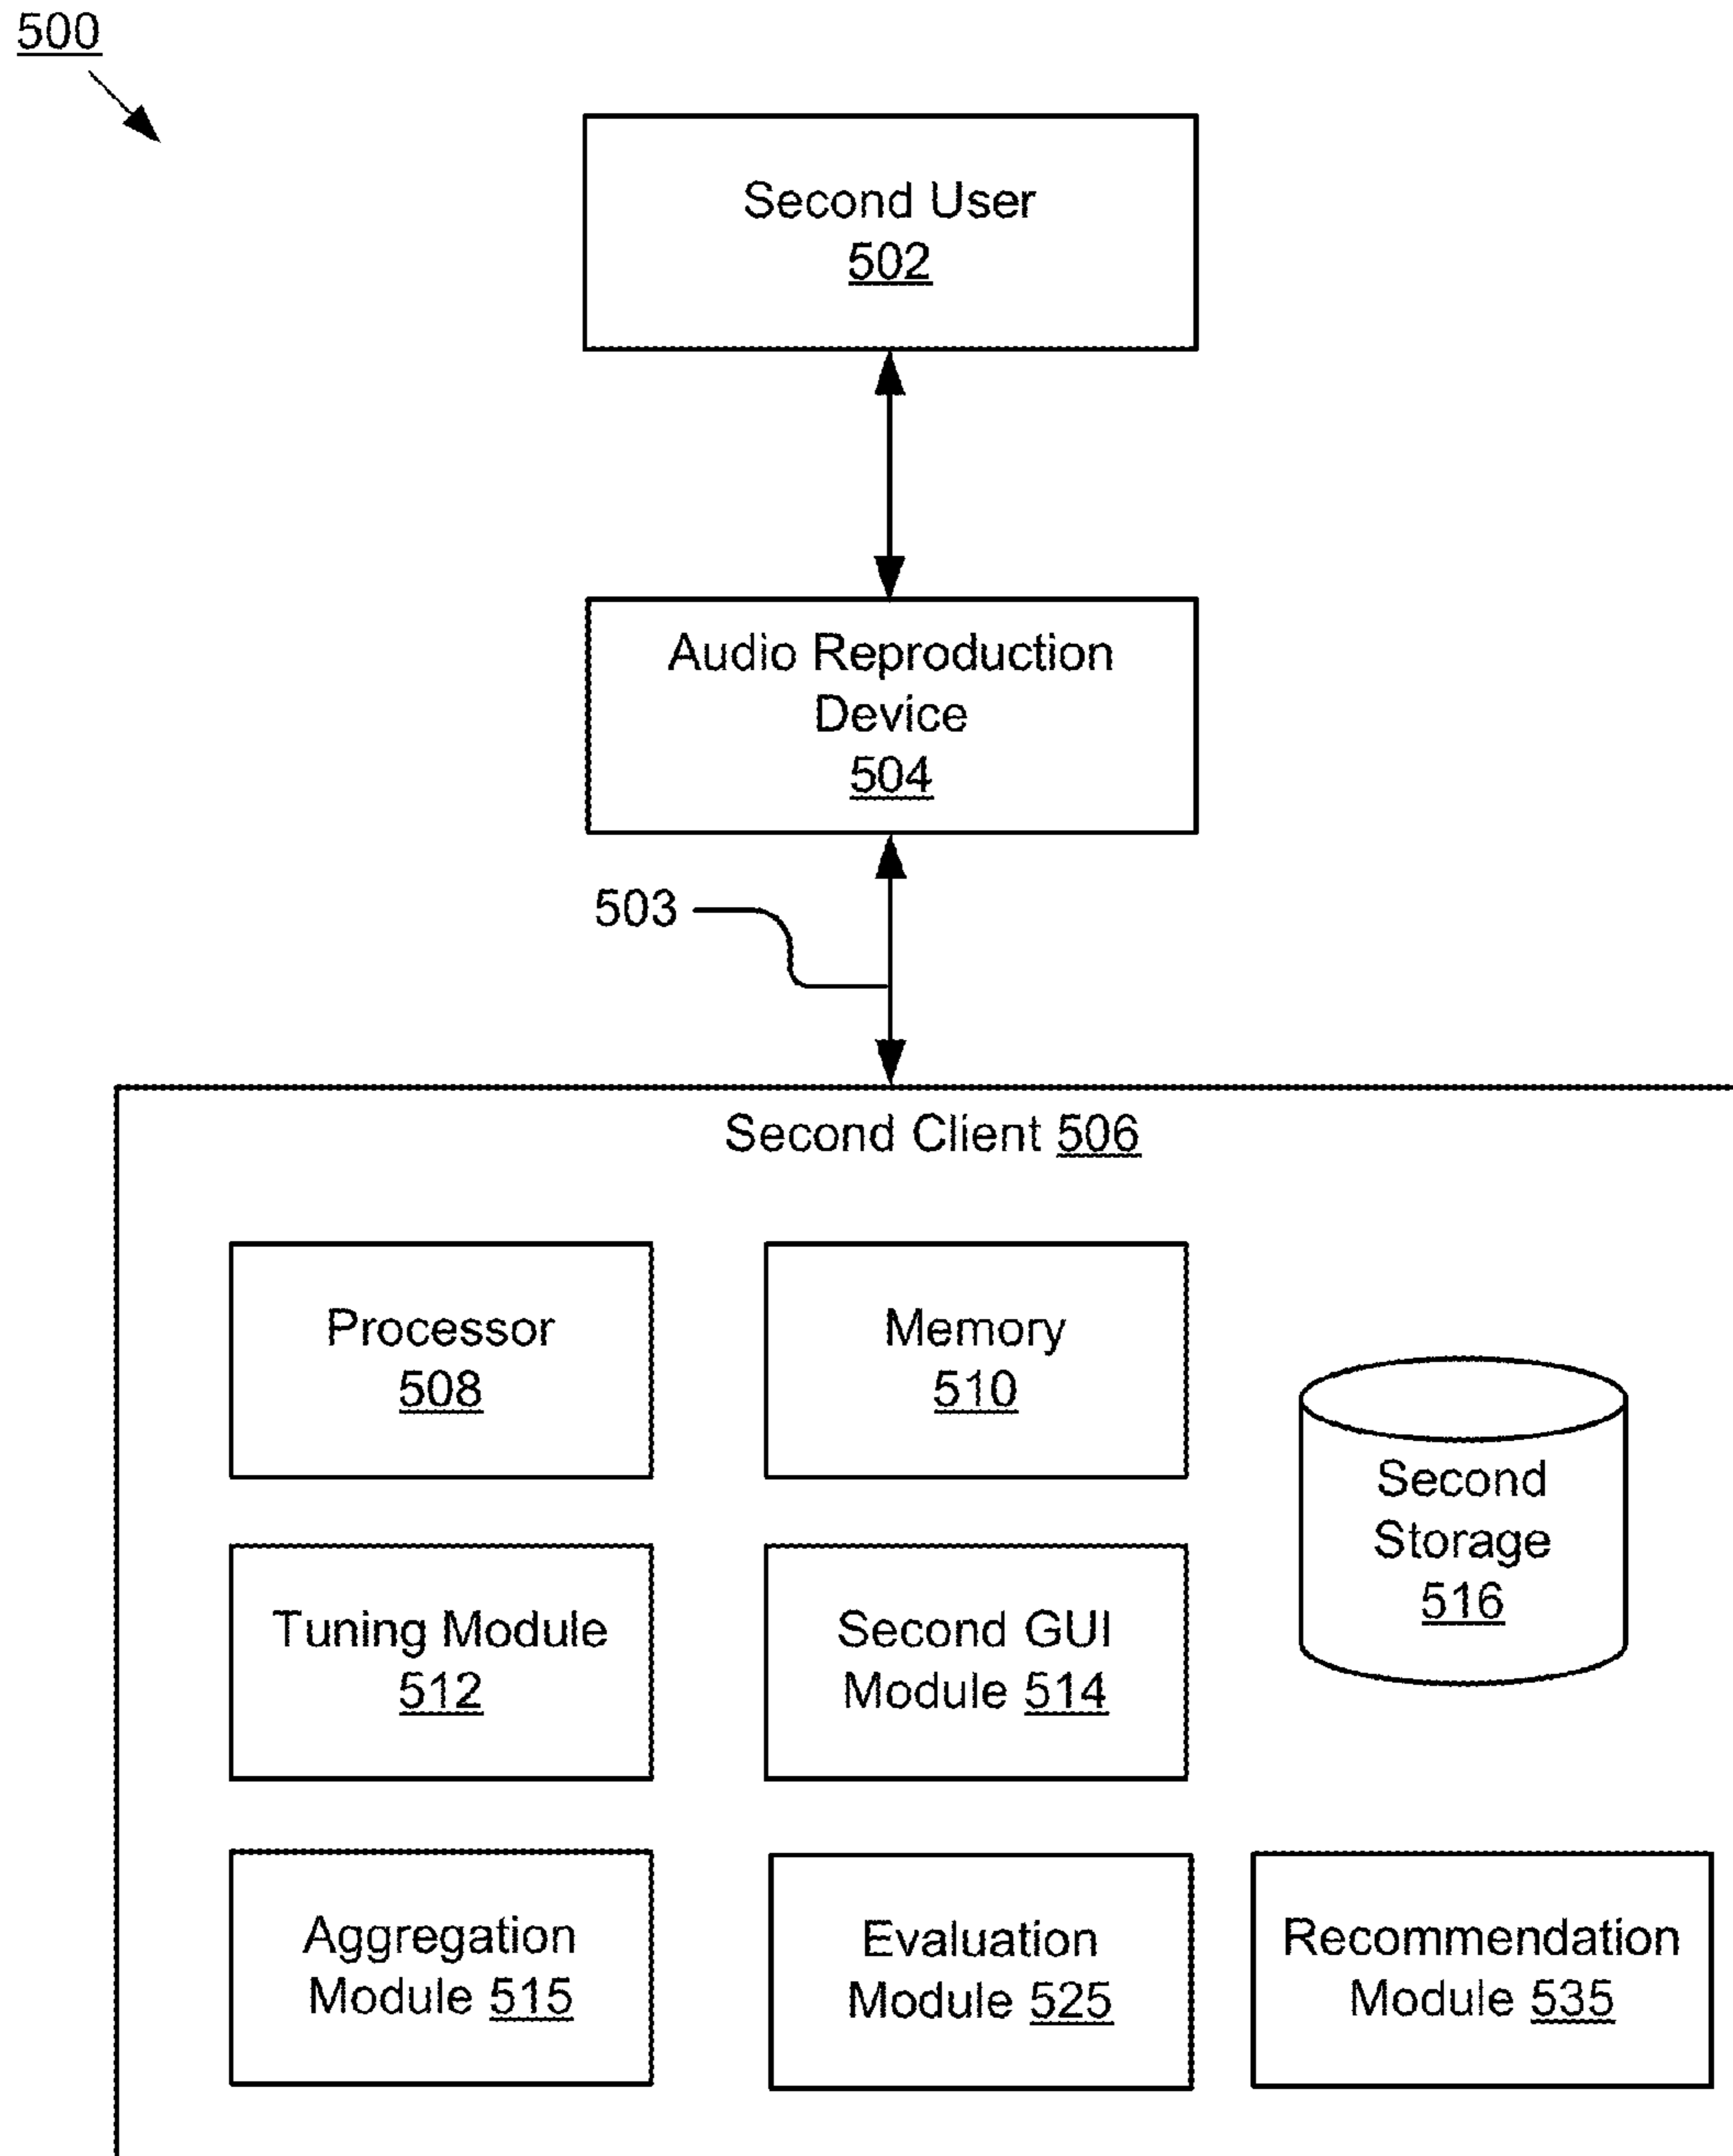 500
Second User
502
Audio Reproduction
Device
504
503
Second Client 506
Processor
508
Memory
510
Second
Storage
516
Tuning Module
512
Second GUI
Module 514
Aggregation
Module 515
Evaluation
Module 525
Recommendation
Module 535